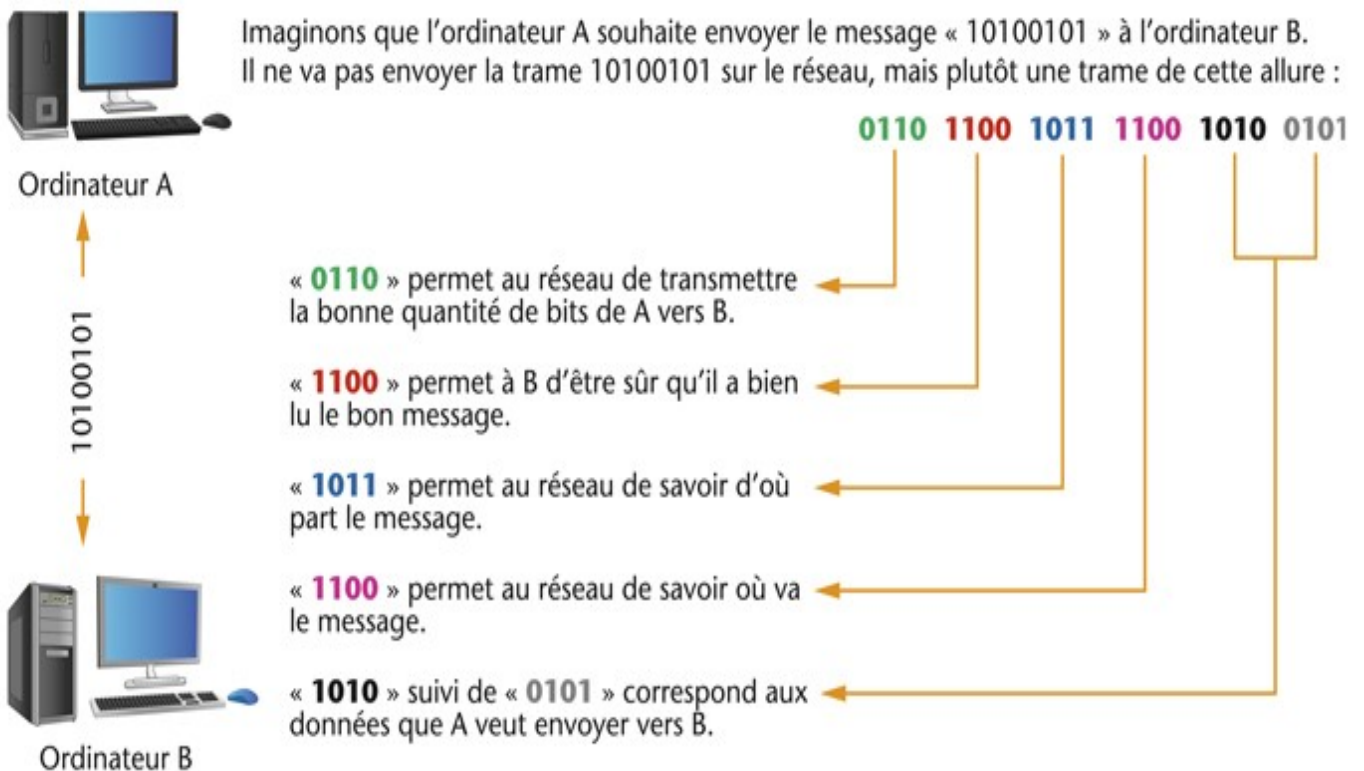 Imaginons que l'ordinateur A souhaite envoyer le message « 10100101 » à l'ordinateur B.
Il ne va pas envoyer la trame 10100101 sur le réseau, mais plutôt une trame de cette allure :
0110 1100 1011 1100 1010 0101
Ordinateur A
10100101
« 0110 » permet au réseau de transmettre
la bonne quantité de bits de A vers B.
« 1100 » permet à B d'être sûr qu'il a bien
lu le bon message.
« 1011 » permet au réseau de savoir d'où
part le message.
« 1100 » permet au réseau de savoir où va
le message.
« 1010 » suivi de « 0101 » correspond aux
données que A veut envoyer vers B.
Ordinateur B